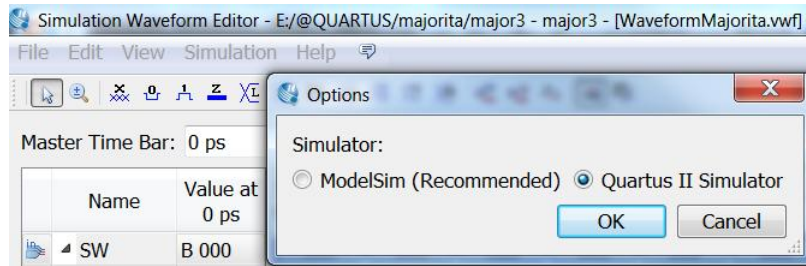 Simulation Waveform Editor - E:/@QUARTUS/majorita/major3 - major3 - [WaveformMajorita.vwf]
File Edit View Simulation Help
Options
Master Time Bar: 0 ps
Simulator:
ModelSim (Recommended) Quartus II Simulator
Name Value at
0 ps
OK Cancel
SW B 000